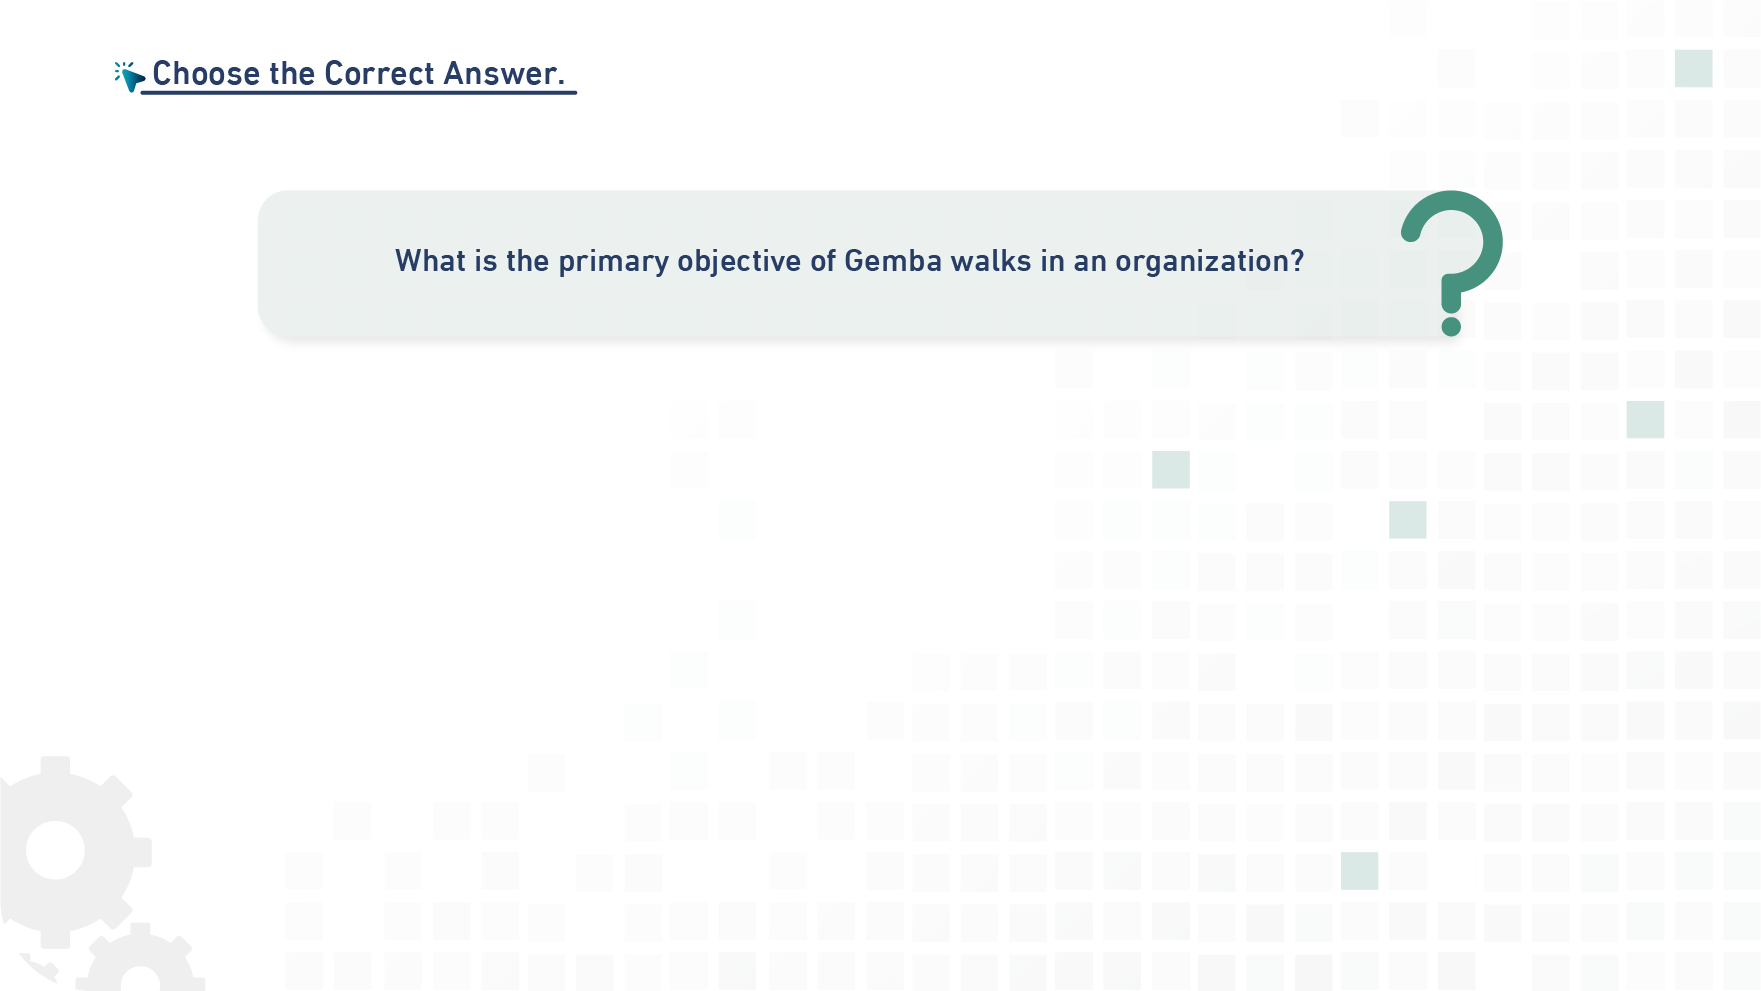 Choose the Correct Answer.
What is the primary objective of Gemba walks in an organization?